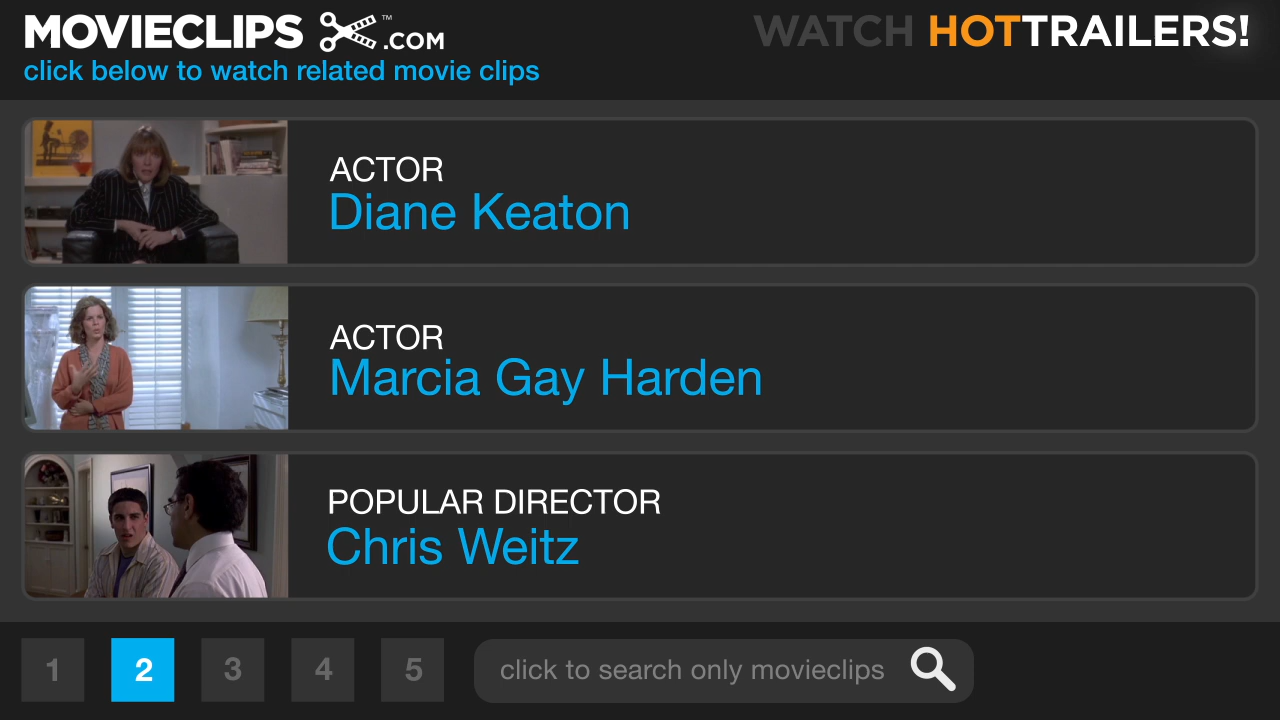 MOVIECLIPS ™ .COM
WATCH HOTTRAILERS!
click below to watch related movie clips
ACTOR
Diane Keaton
ACTOR
Marcia Gay Harden
POPULAR DIRECTOR
Chris Weitz
1 2 3 4 5
click to search only movieclips